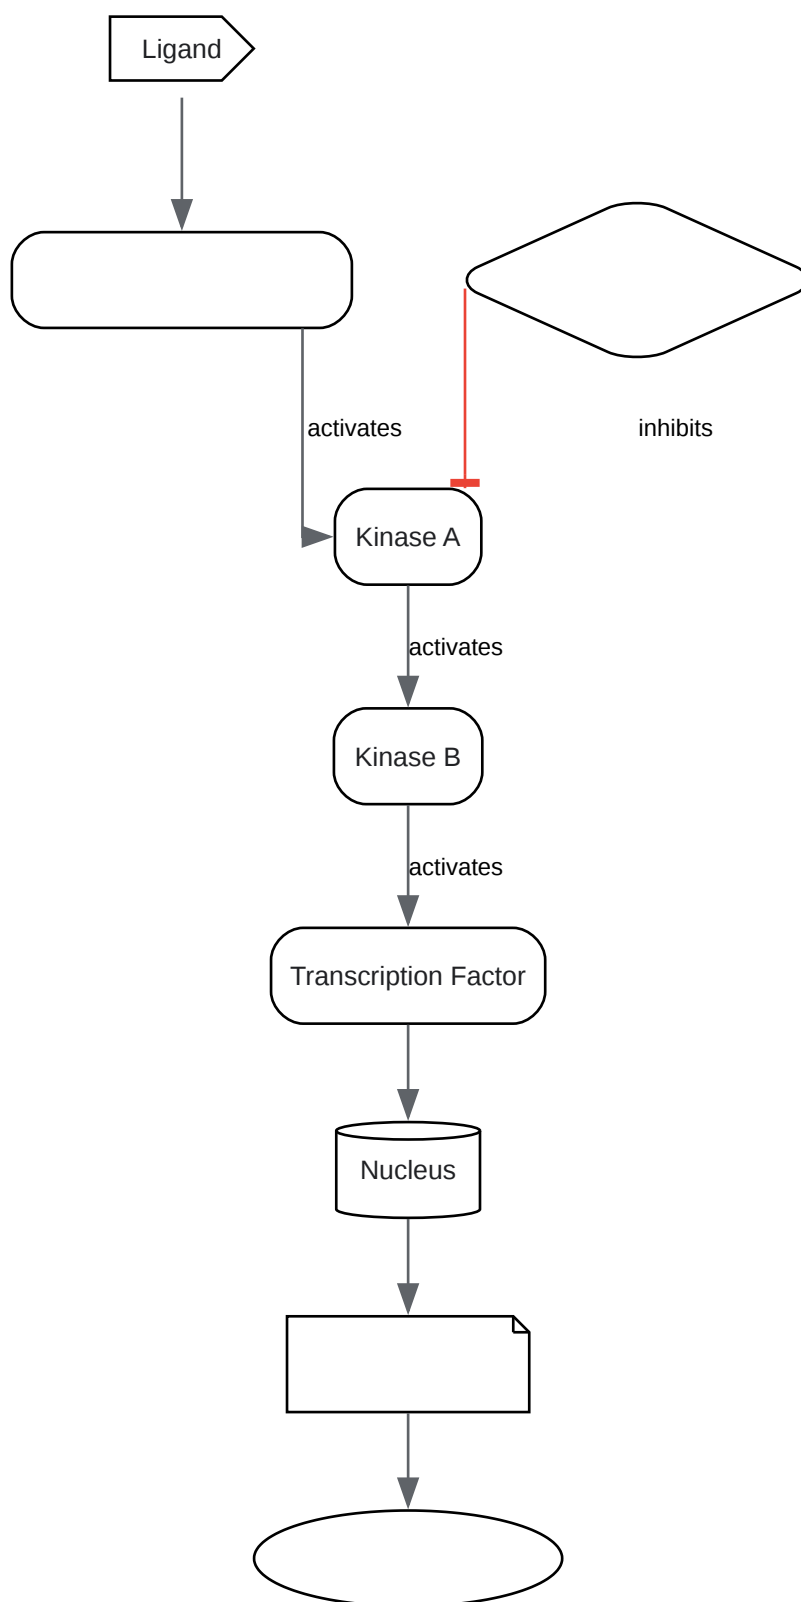 Ligand
activates
inhibits
Kinase A
activates
Kinase B
activates
Transcription Factor
Nucleus